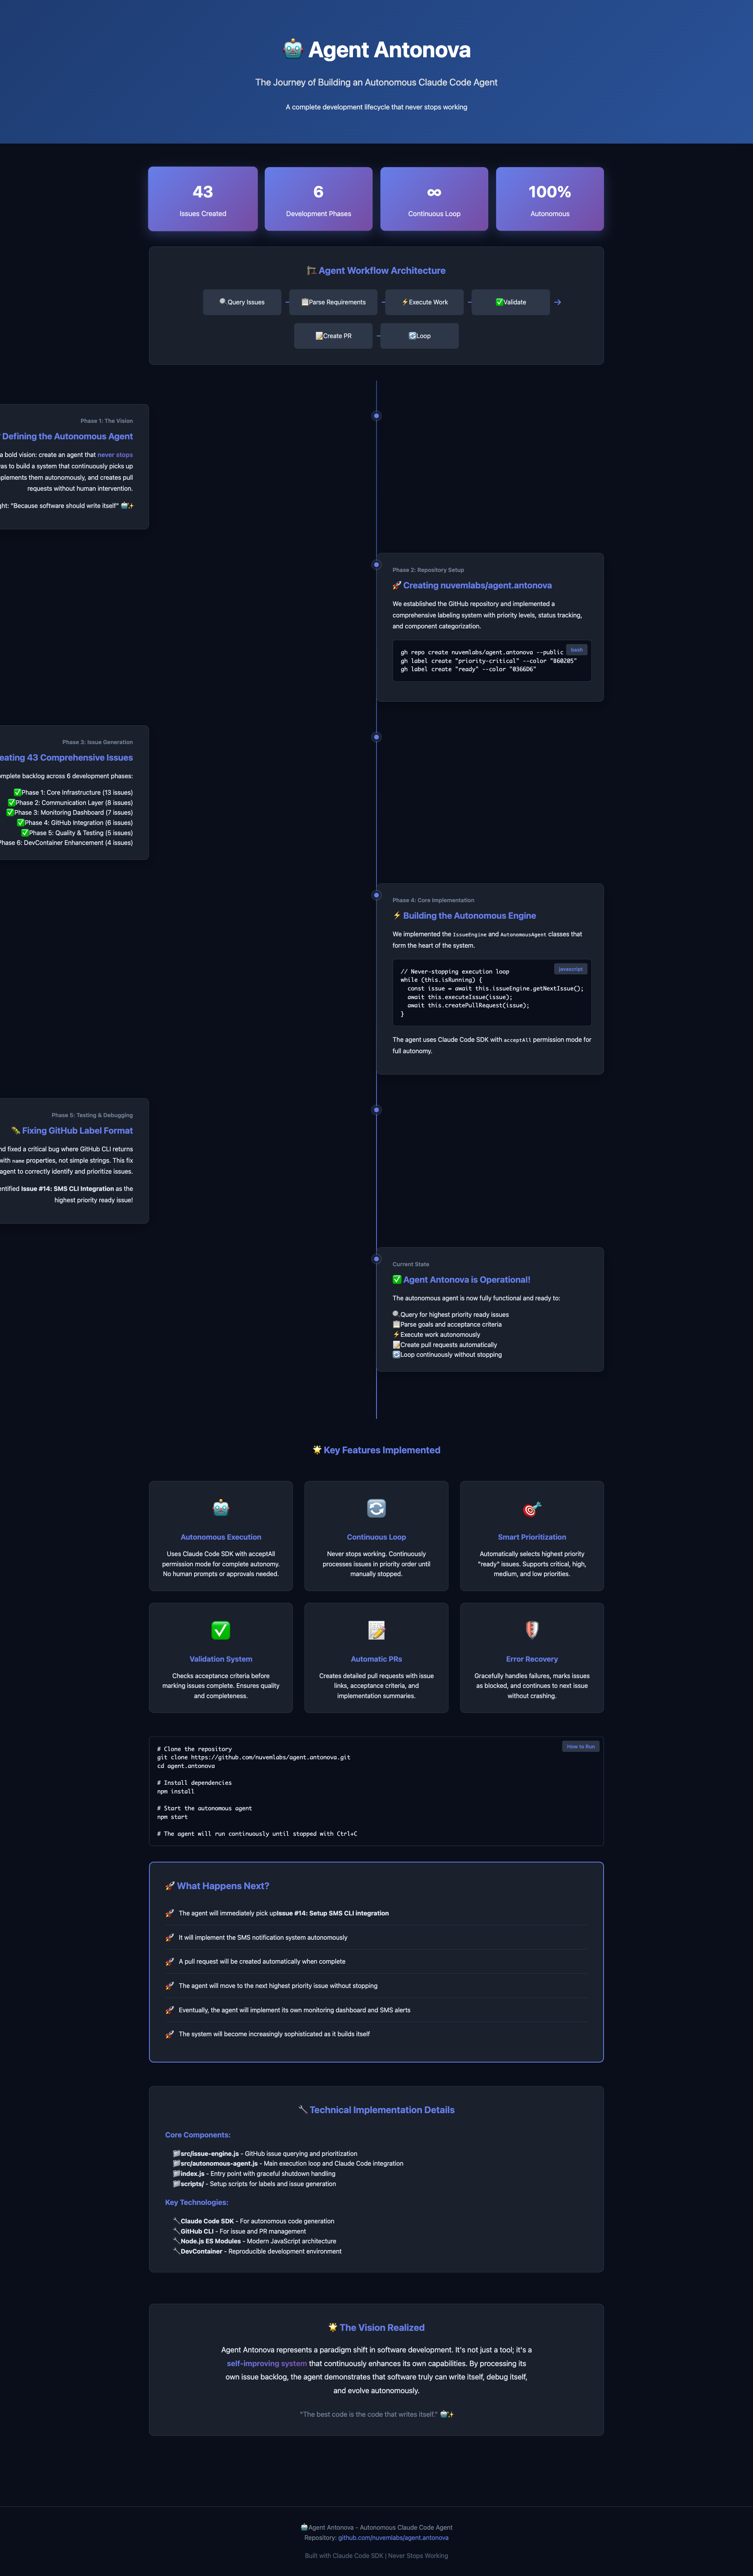 🤖 Agent Antonova
The Journey of Building an Autonomous Claude Code Agent
A complete development lifecycle that never stops working
43
Issues Created
6
Development Phases
∞
Continuous Loop
100%
Autonomous
🏗️ Agent Workflow Architecture
🔍 Query Issues
📋Parse Requirements
⚡Execute Work
✅Validate
→
📝Create PR
🔄Loop
Phase 1: The Vision
Defining the Autonomous Agent
a bold vision: create an agent that never stops
was to build a system that continuously picks up
implements them autonomously, and creates pull
requests without human intervention.
"Because software should write itself" 🤖✨
Phase 2: Repository Setup
🚀 Creating nuvemlabs/agent.antonova
We established the GitHub repository and implemented a
comprehensive labeling system with priority levels, status tracking,
and component categorization.
bash
gh repo create nuvemlabs/agent.antonova --public
gh label create "priority-critical" --color "B60205"
gh label create "ready" --color "0366D6"
Phase 3: Issue Generation
eating 43 Comprehensive Issues
mplete backlog across 6 development phases:
✅Phase 1: Core Infrastructure (13 issues)
✅Phase 2: Communication Layer (8 issues)
✅Phase 3: Monitoring Dashboard (7 issues)
✅Phase 4: GitHub Integration (6 issues)
✅Phase 5: Quality & Testing (5 issues)
Phase 6: DevContainer Enhancement (4 issues)
Phase 4: Core Implementation
⚡ Building the Autonomous Engine
We implemented the IssueEngine and AutonomousAgent classes that
form the heart of the system.
javascript
// Never-stopping execution loop
while (this.isRunning) {
const issue = await this.issueEngine.getNextIssue();
await this.executeIssue(issue);
await this.createPullRequest(issue);
}
The agent uses Claude Code SDK with acceptAll permission mode for
full autonomy.
Phase 5: Testing & Debugging
🐛 Fixing GitHub Label Format
nd fixed a critical bug where GitHub CLI returns
with name properties, not simple strings. This fix
agent to correctly identify and prioritize issues.
entified Issue #14: SMS CLI Integration as the
highest priority ready issue!
Current State
✅ Agent Antonova is Operational!
The autonomous agent is now fully functional and ready to:
🔍Query for highest priority ready issues
📋Parse goals and acceptance criteria
⚡Execute work autonomously
📝Create pull requests automatically
🔄Loop continuously without stopping
🌟 Key Features Implemented
🤖
Autonomous Execution
Uses Claude Code SDK with acceptAll
permission mode for complete autonomy.
No human prompts or approvals needed.
🔄
Continuous Loop
Never stops working. Continuously
processes issues in priority order until
manually stopped.
🎯
Smart Prioritization
Automatically selects highest priority
"ready" issues. Supports critical, high,
medium, and low priorities.
✅
Validation System
Checks acceptance criteria before
marking issues complete. Ensures quality
and completeness.
📝
Automatic PRs
Creates detailed pull requests with issue
links, acceptance criteria, and
implementation summaries.
🛡️
Error Recovery
Gracefully handles failures, marks issues
as blocked, and continues to next issue
without crashing.
How to Run
# Clone the repository
git clone https://github.com/nuvemlabs/agent.antonova.git
cd agent.antonova
# Install dependencies
npm install
# Start the autonomous agent
npm start
# The agent will run continuously until stopped with Ctrl+C
🚀 What Happens Next?
🚀 The agent will immediately pick upIssue #14: Setup SMS CLI integration
🚀 It will implement the SMS notification system autonomously
🚀 A pull request will be created automatically when complete
🚀 The agent will move to the next highest priority issue without stopping
🚀 Eventually, the agent will implement its own monitoring dashboard and SMS alerts
🚀 The system will become increasingly sophisticated as it builds itself
🔧 Technical Implementation Details
Core Components:
src/issue-engine.js - GitHub issue querying and prioritization
src/autonomous-agent.js - Main execution loop and Claude Code integration
index.js - Entry point with graceful shutdown handling
scripts/ - Setup scripts for labels and issue generation
Key Technologies:
🔧Claude Code SDK - For autonomous code generation
🔧GitHub CLI - For issue and PR management
🔧Node.js ES Modules - Modern JavaScript architecture
🔧DevContainer - Reproducible development environment
🌟 The Vision Realized
Agent Antonova represents a paradigm shift in software development. It's not just a tool; it's a
self-improving system that continuously enhances its own capabilities. By processing its
own issue backlog, the agent demonstrates that software truly can write itself, debug itself,
and evolve autonomously.
"The best code is the code that writes itself." 🤖✨
🤖Agent Antonova - Autonomous Claude Code Agent
Repository: github.com/nuvemlabs/agent.antonova
Built with Claude Code SDK | Never Stops Working